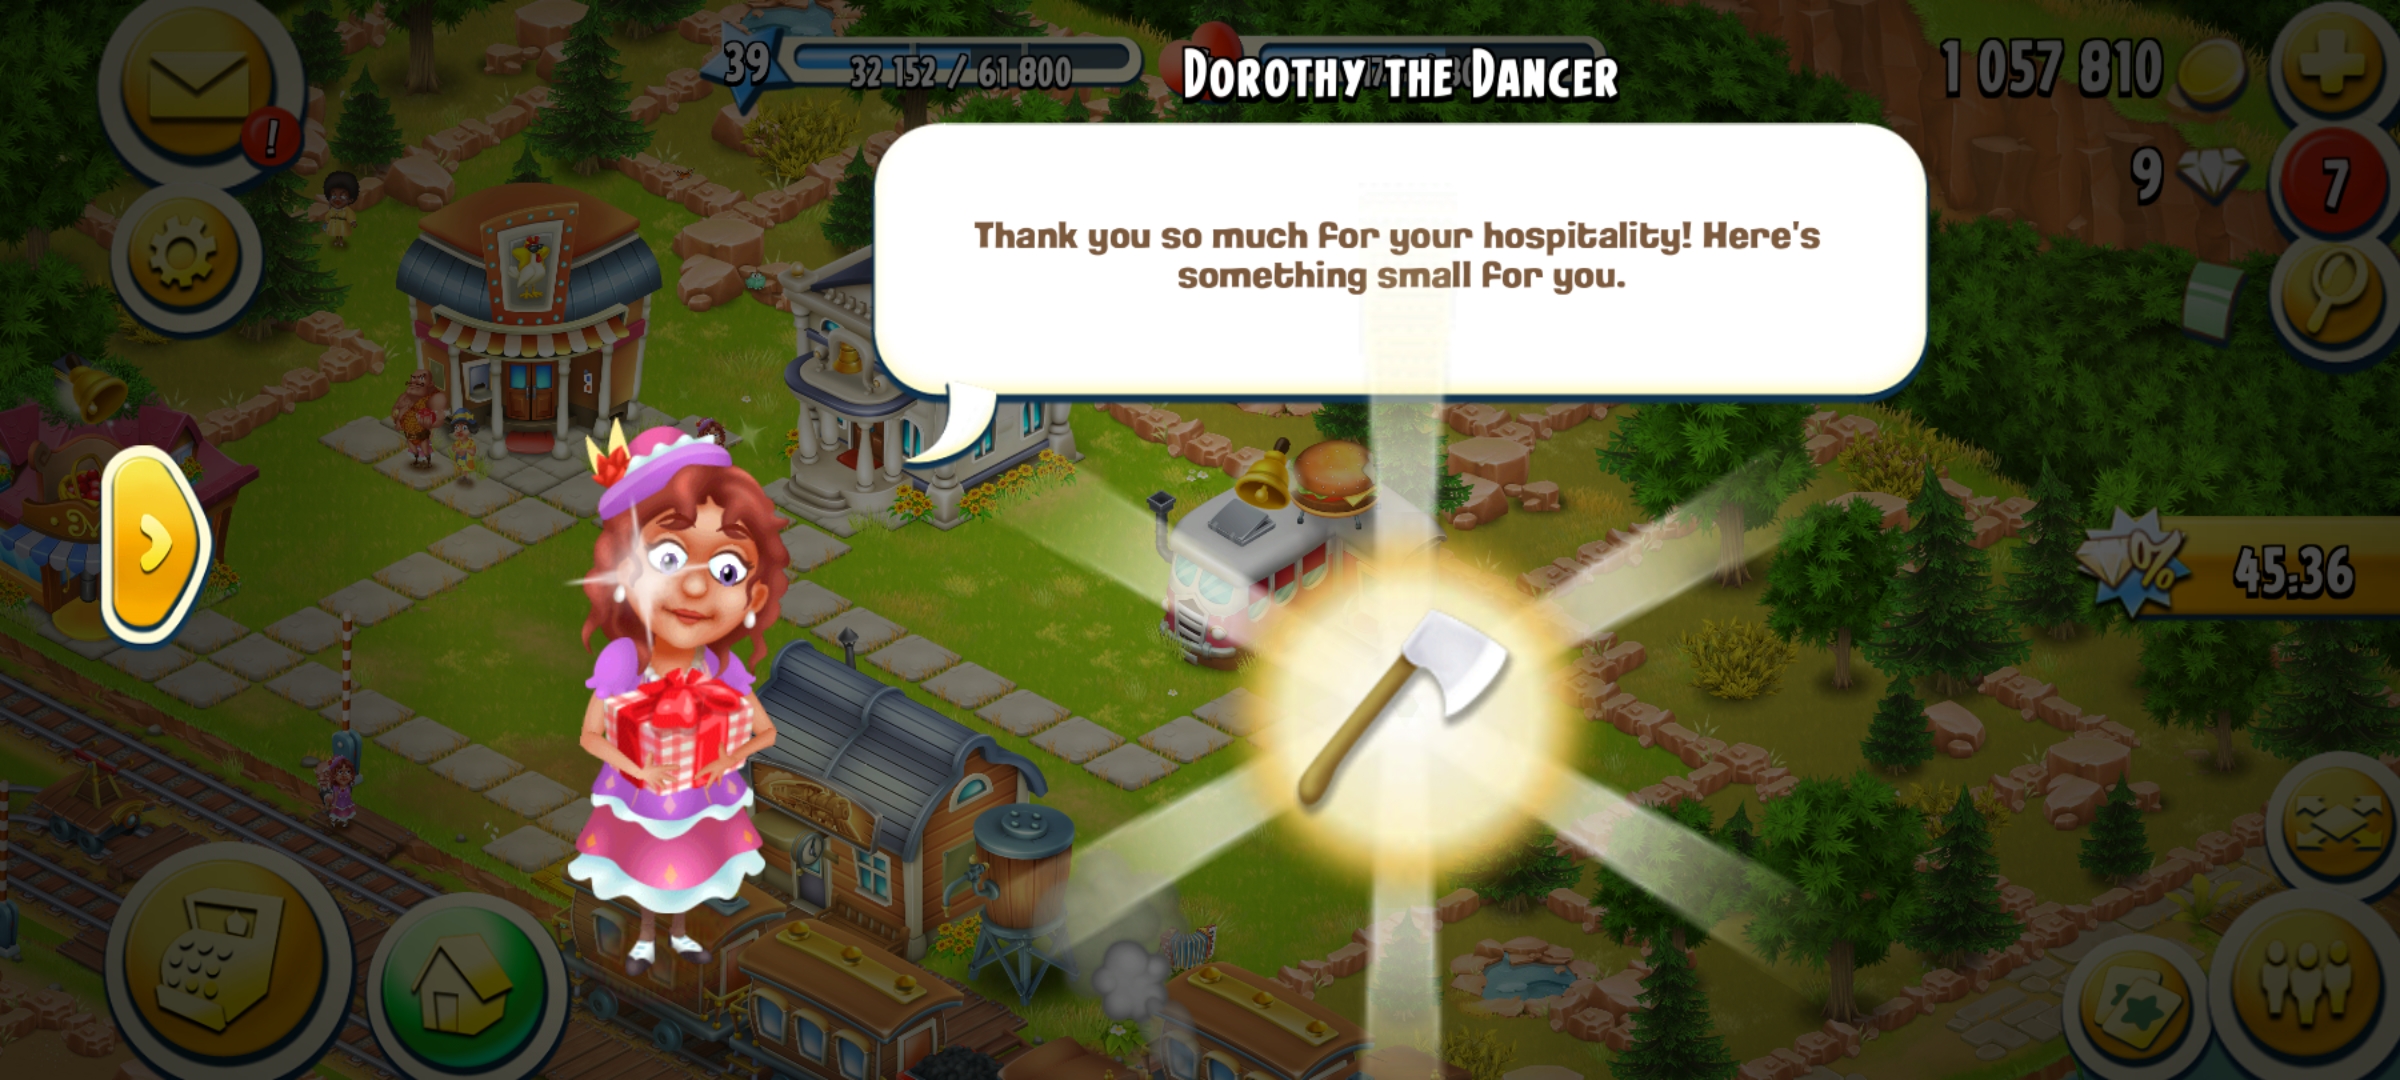 39
32 152 / 61 800
DOROTHY THE DANCER
1 057 810
9
7
Thank you so much for your hospitality! Here's
something small for you.
%
45:36